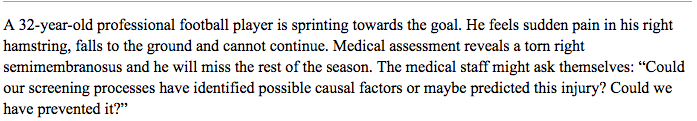 A 32-year-old professional football player is sprinting towards the goal. He feels sudden pain in his right
hamstring, falls to the ground and cannot continue. Medical assessment reveals a torn right
semimembranosus and he will miss the rest of the season. The medical staff might ask themselves: “Could
our screening processes have identified possible causal factors or maybe predicted this injury? Could we
have prevented it?”